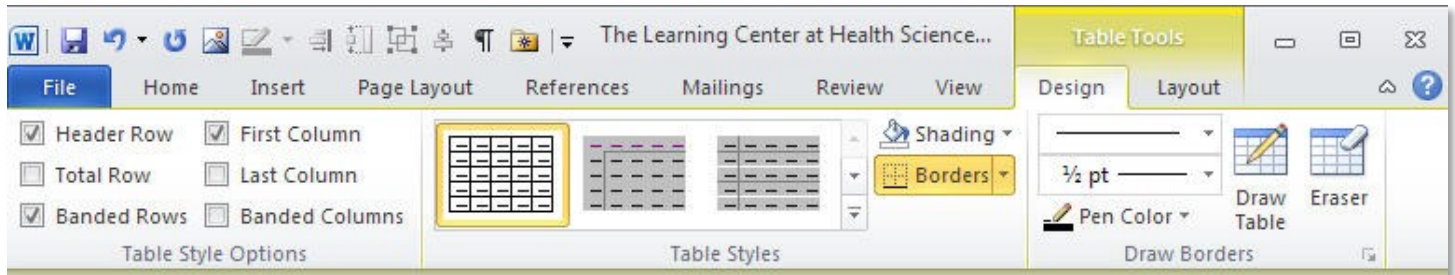 W
¶
The Learning Center at Health Science...
Table Tools
File Home Insert Page Layout References Mailings Review View Design Layout ?
Header Row First Column
Total Row Last Column
Banded Rows Banded Columns
Table Style Options
Shading
Borders
Table Styles
½ pt
Pen Color
Draw Table
Eraser
Draw Borders